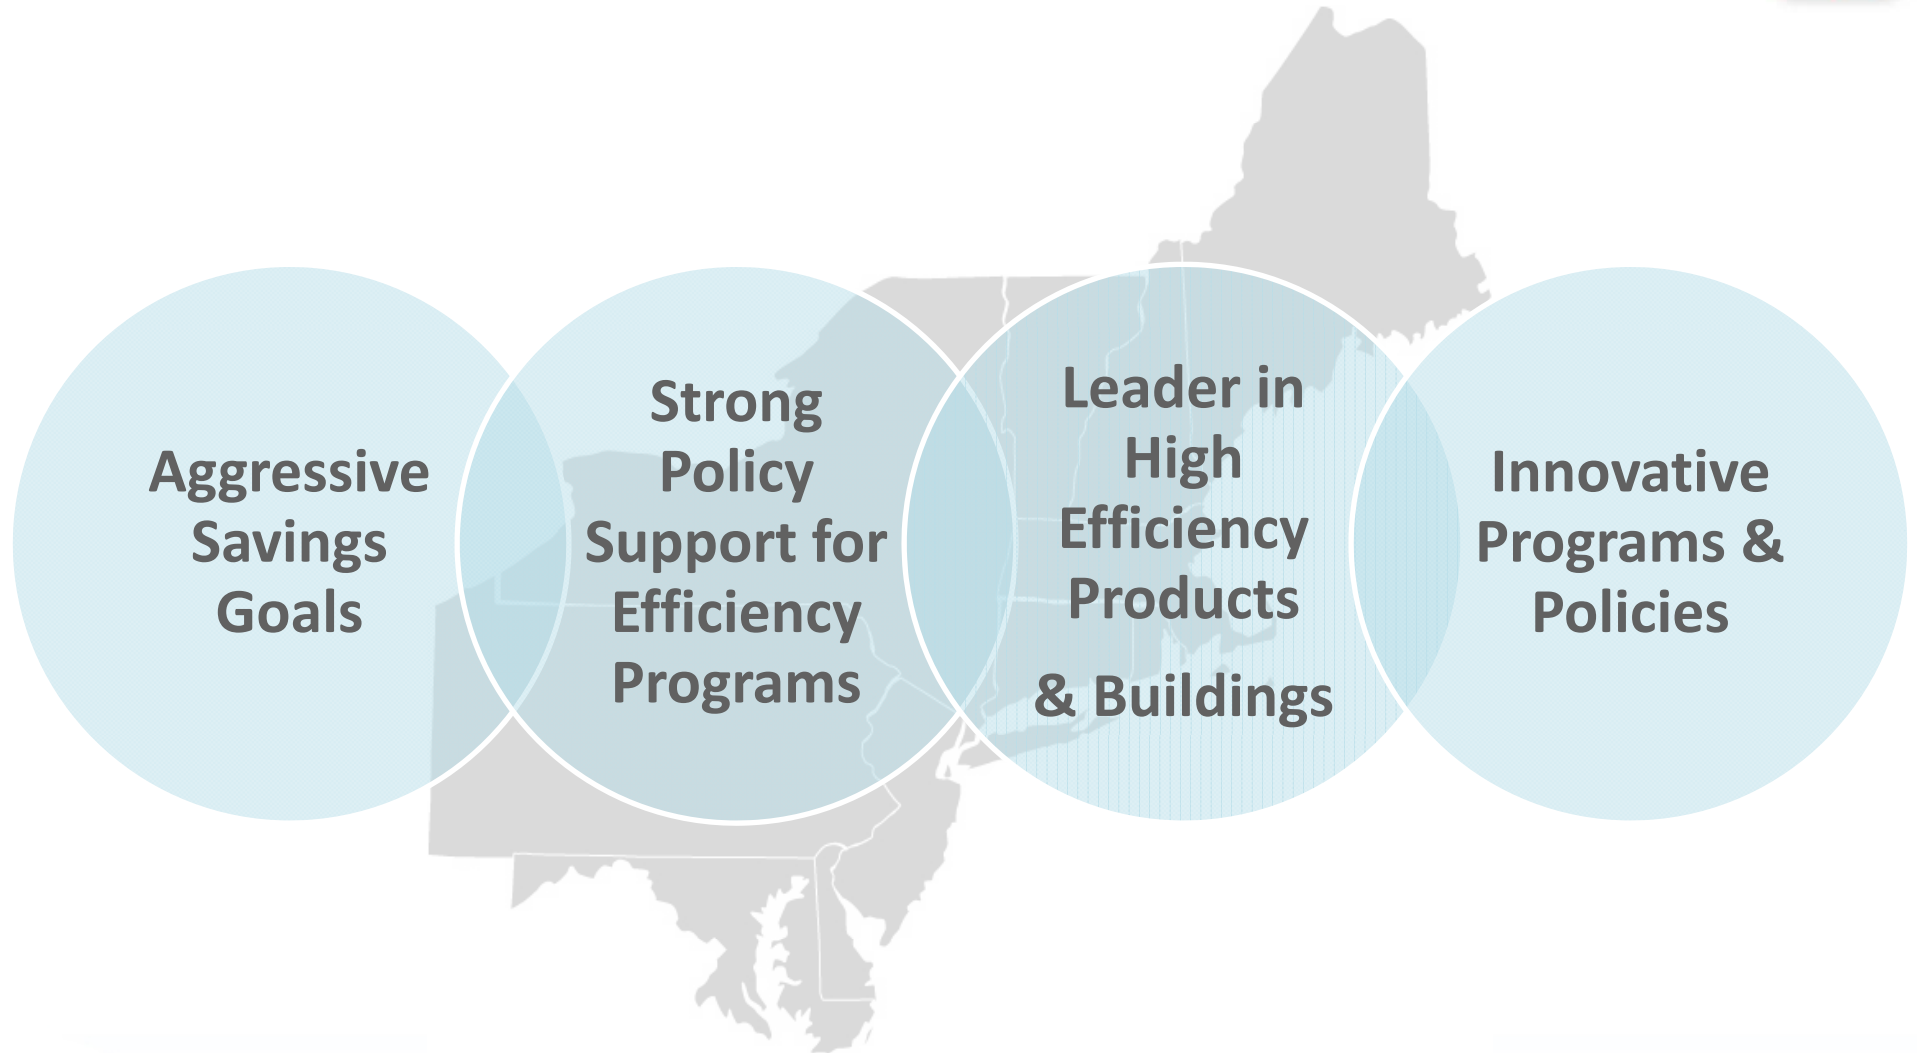 Aggressive
Savings
Goals
Strong
Policy
Support for
Efficiency
Programs
Leader in
High
Efficiency
Products
& Buildings
Innovative
Programs &
Policies